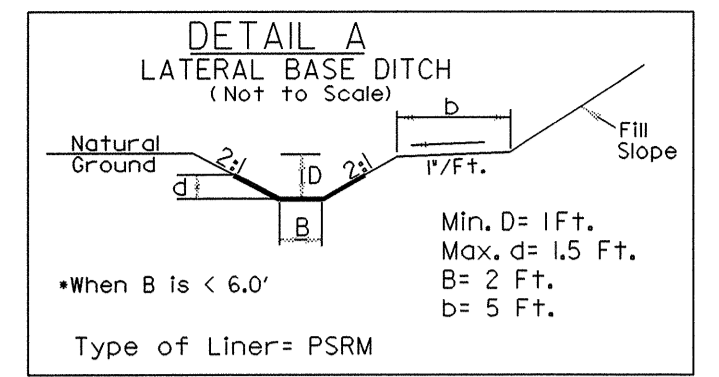 DETAIL A
LATERAL BASE DITCH
(Not to Scale)
b
Natural
Ground
2:1
D
2:1
1"/Ft.
Fill
Slope
d
B
Min. D= 1Ft.
Max. d= 1.5 Ft.
B= 2 Ft.
b= 5 Ft.
*When B is < 6.0'
Type of Liner= PSRM